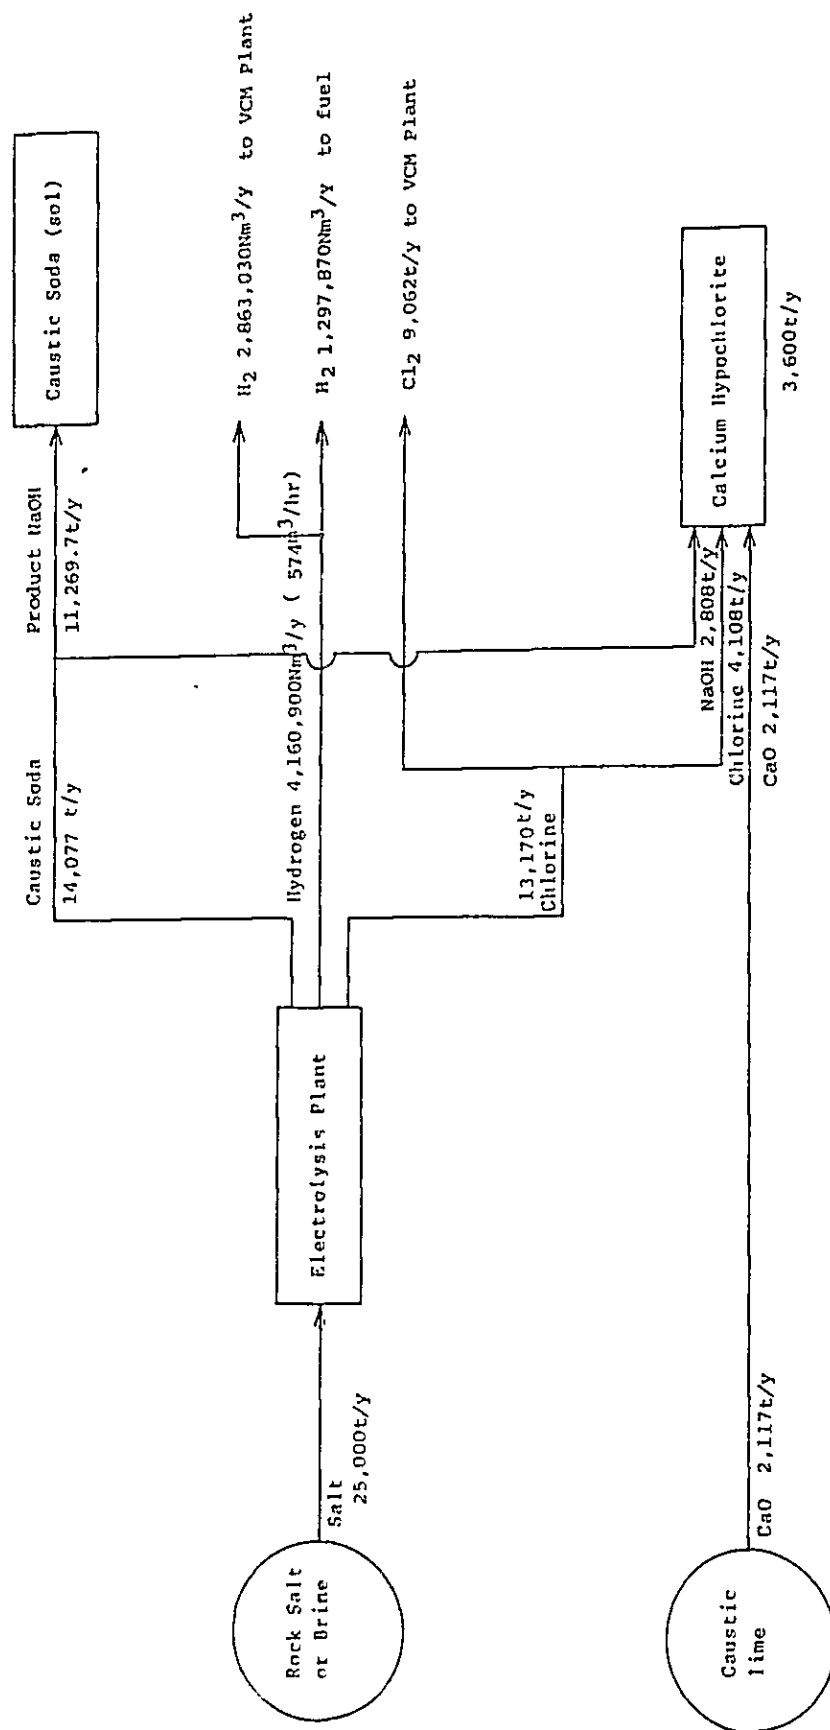 Rock Salt
or Brine
Salt
25,000t/y
Electrolysis Plant
Caustic Soda
14,077 t/y
Product NaOH
11,269.7t/y
Caustic Soda (sol)
Hydrogen 4,160,900Nm³/y ( 574m³/hr)
H₂ 2,863,030Nm³/y to VCM Plant
H₂ 1,297,870Nm³/y to fuel
Cl₂ 9,062t/y to VCM Plant
13,170t/y
Chlorine
NaOH 2,808t/y
Chlorine 4,108t/y
CaO 2,117t/y
Calcium Hypochlorite
3,600t/y
Caustic
lime
CaO 2,117t/y